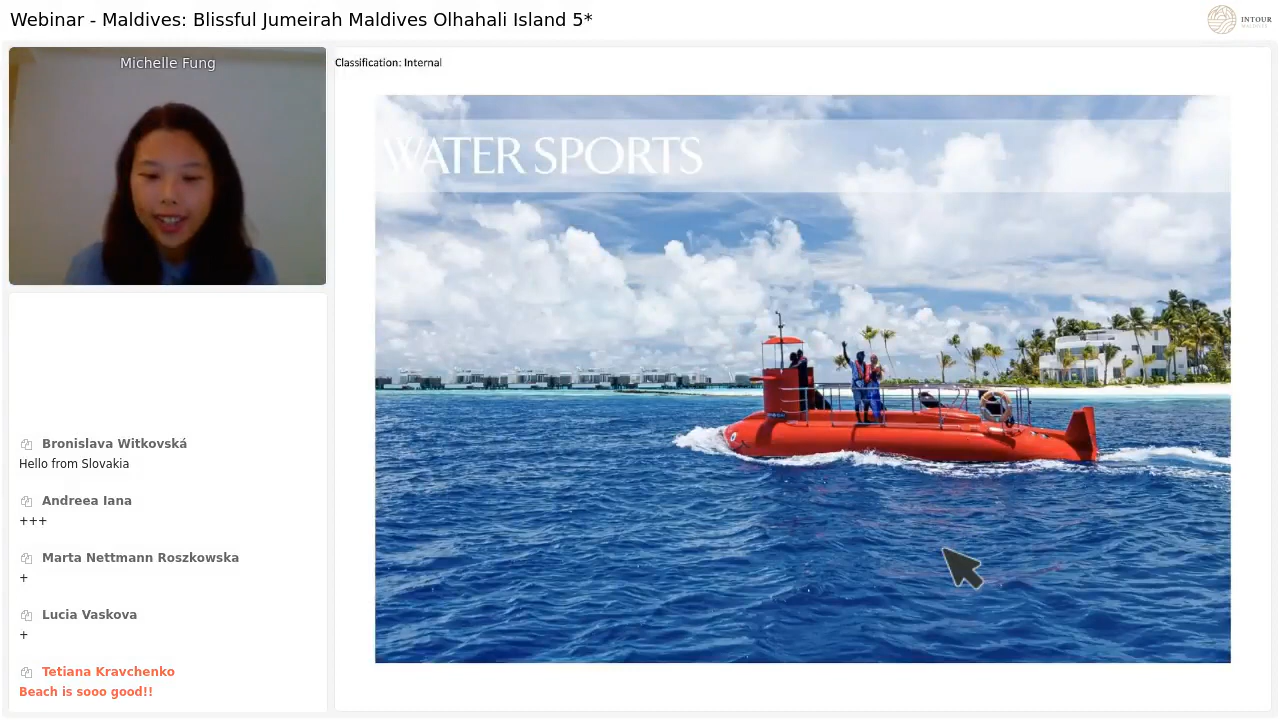 Webinar - Maldives: Blissful Jumeirah Maldives Olhahali Island 5*
INTOUR
MALDIVES
Michelle Fung
Classification: Internal
WATER SPORTS
Bronislava Witkovská
Hello from Slovakia
Andreea Iana
+++
Marta Nettmann Roszkowska
+
Lucia Vaskova
+
Tetiana Kravchenko
Beach is sooo good!!